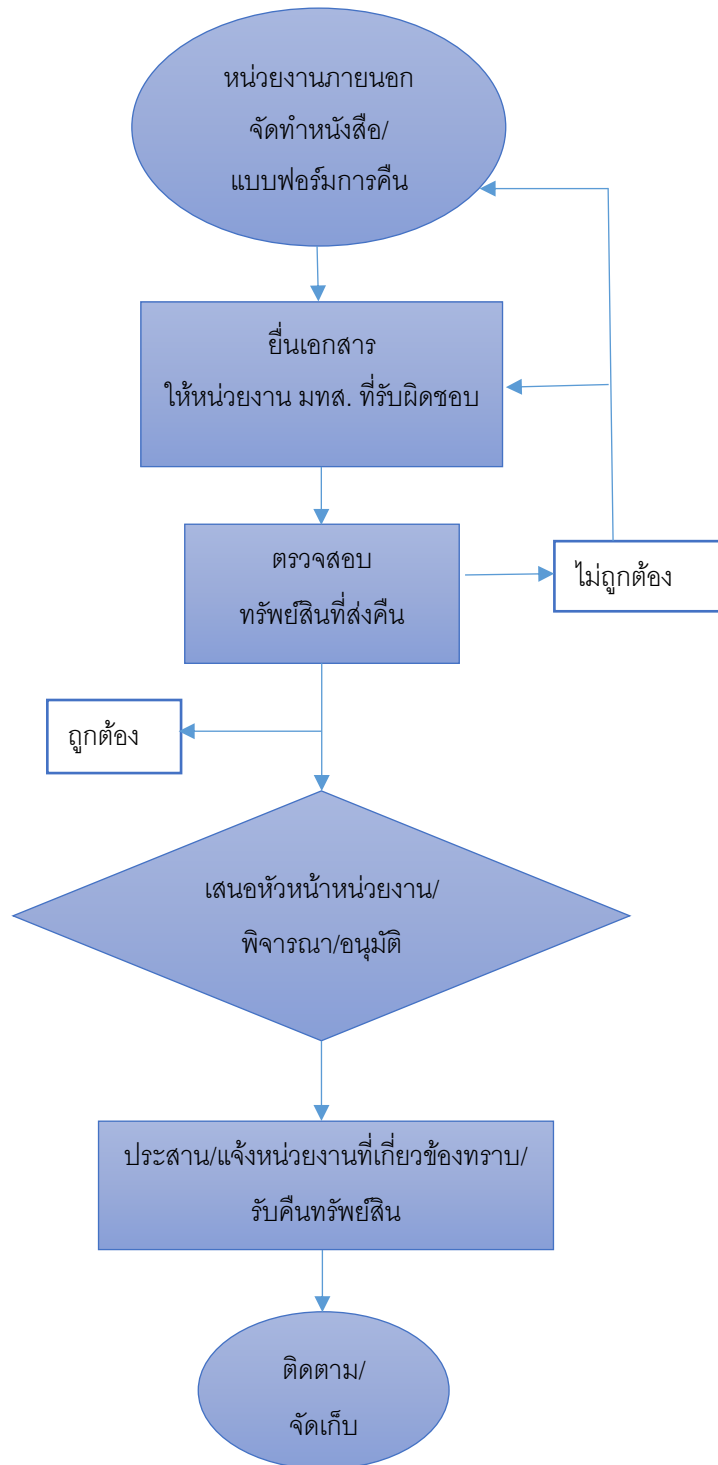 หน่วยงานภายนอก
จัดทำหนังสือ/
แบบฟอร์มการคืน
ยื่นเอกสาร
ให้หน่วยงาน มทส. ที่รับผิดชอบ
ตรวจสอบ
ทรัพย์สินที่ส่งคืน
ไม่ถูกต้อง
ถูกต้อง
เสนอหัวหน้าหน่วยงาน/
พิจารณา/อนุมัติ
ประสาน/แจ้งหน่วยงานที่เกี่ยวข้องทราบ/
รับคืนทรัพย์สิน
ติดตาม/
จัดเก็บ